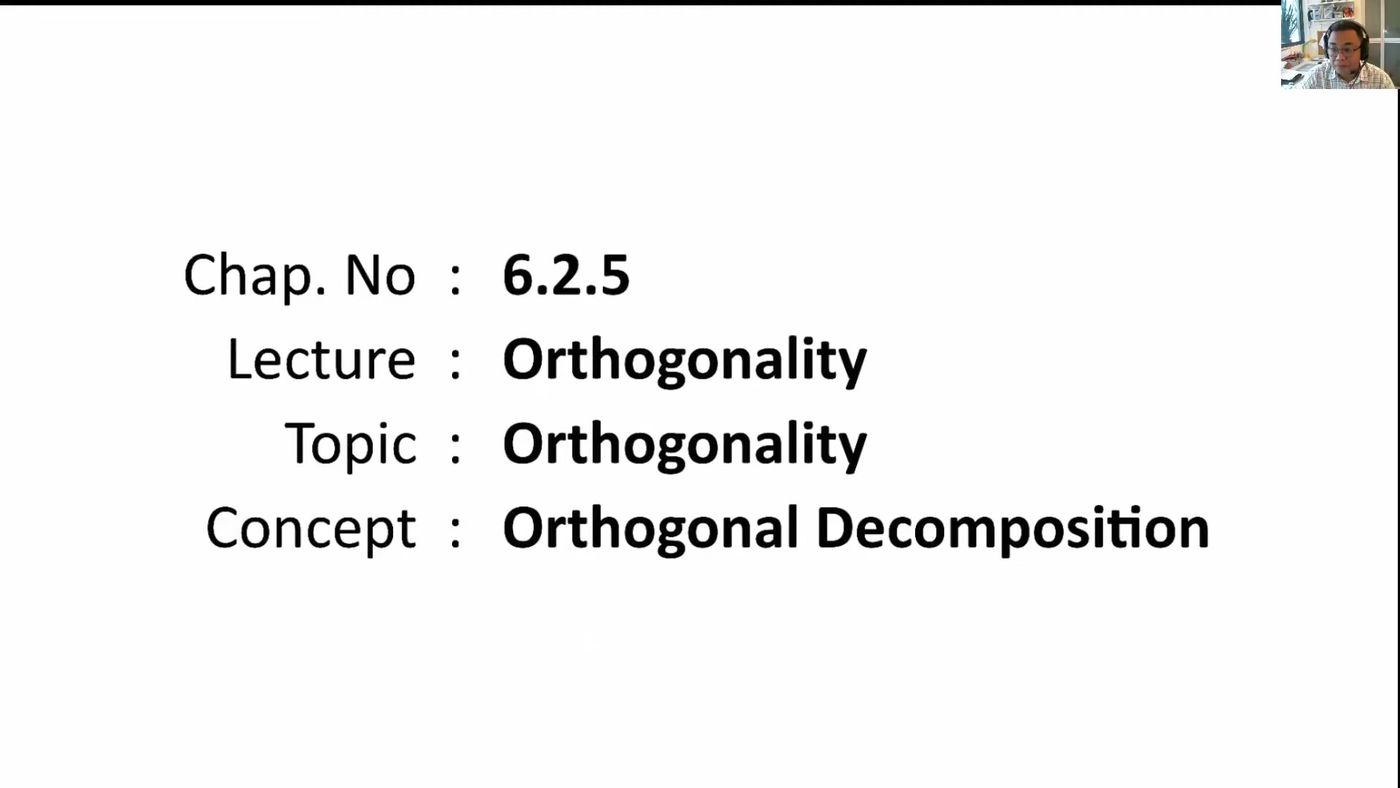 Chap. No : 6.2.5
Lecture : Orthogonality
Topic : Orthogonality
Concept : Orthogonal Decomposition